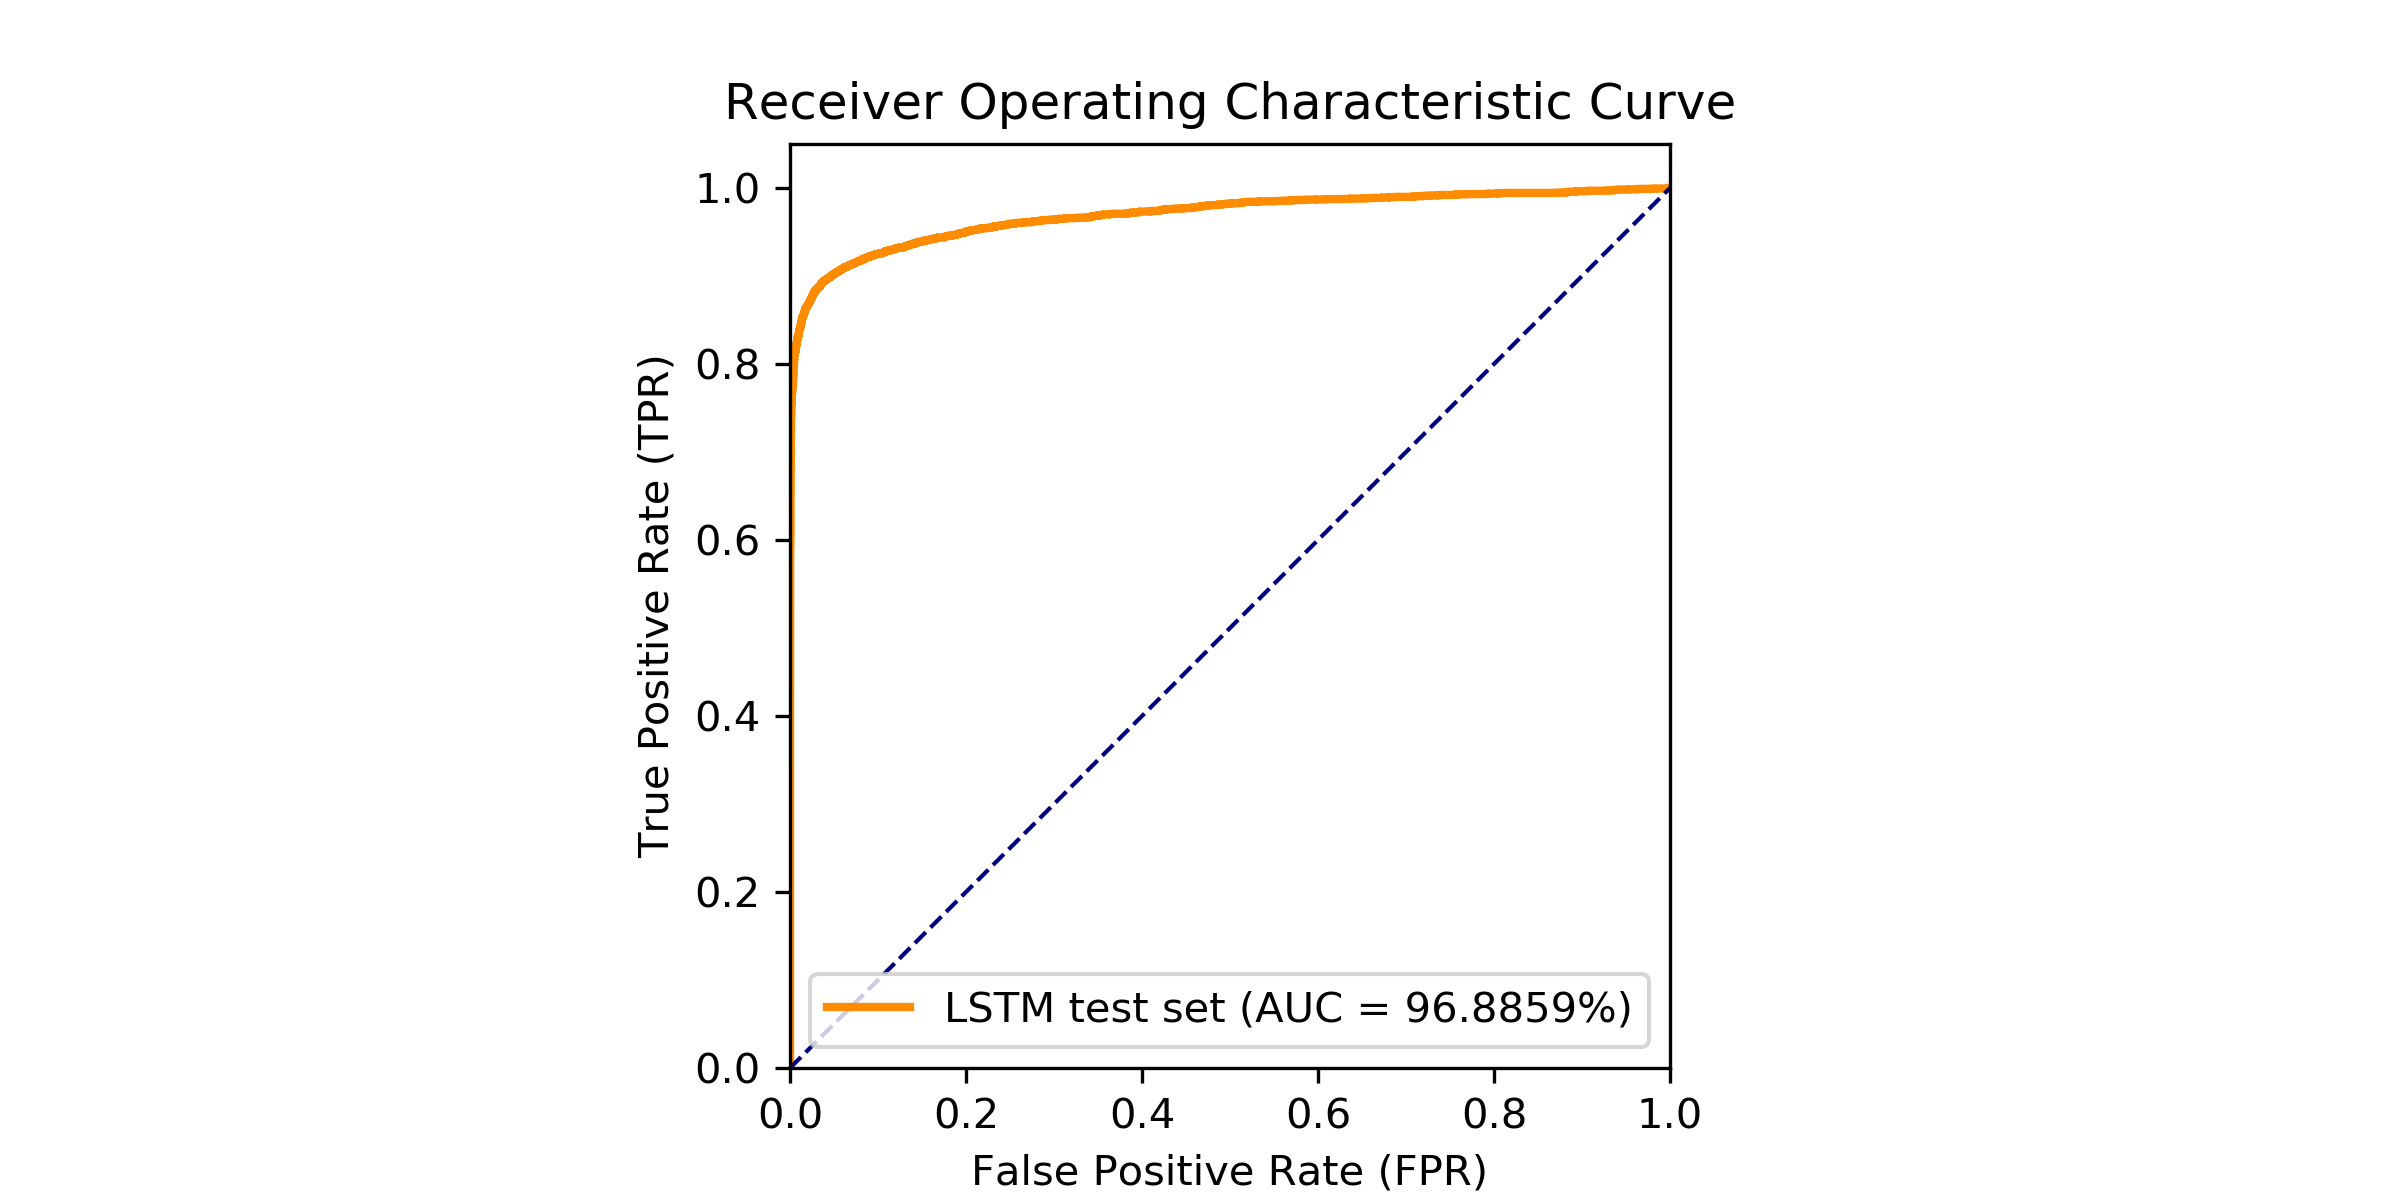 Receiver Operating Characteristic Curve
True Positive Rate (TPR)
1.0
0.8
0.6
0.4
0.2
0.0
LSTM test set (AUC = 96.8859%)
0.0 0.2 0.4 0.6 0.8 1.0
False Positive Rate (FPR)